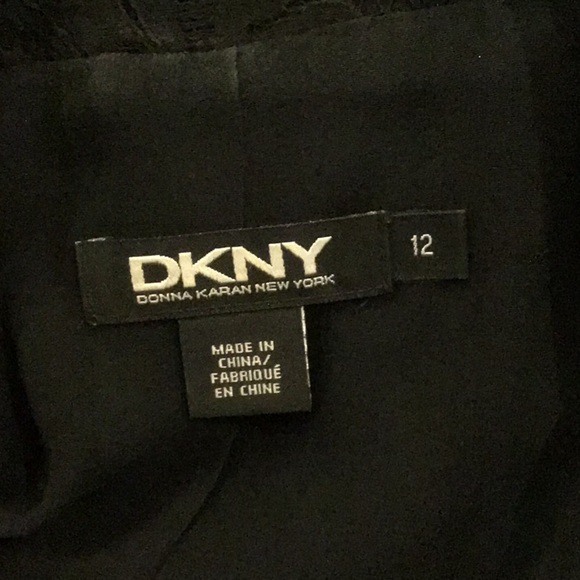 DKNY
DONNA KARAN NEW YORK
12
MADE IN
CHINA/
FABRIQUÉ
EN CHINE